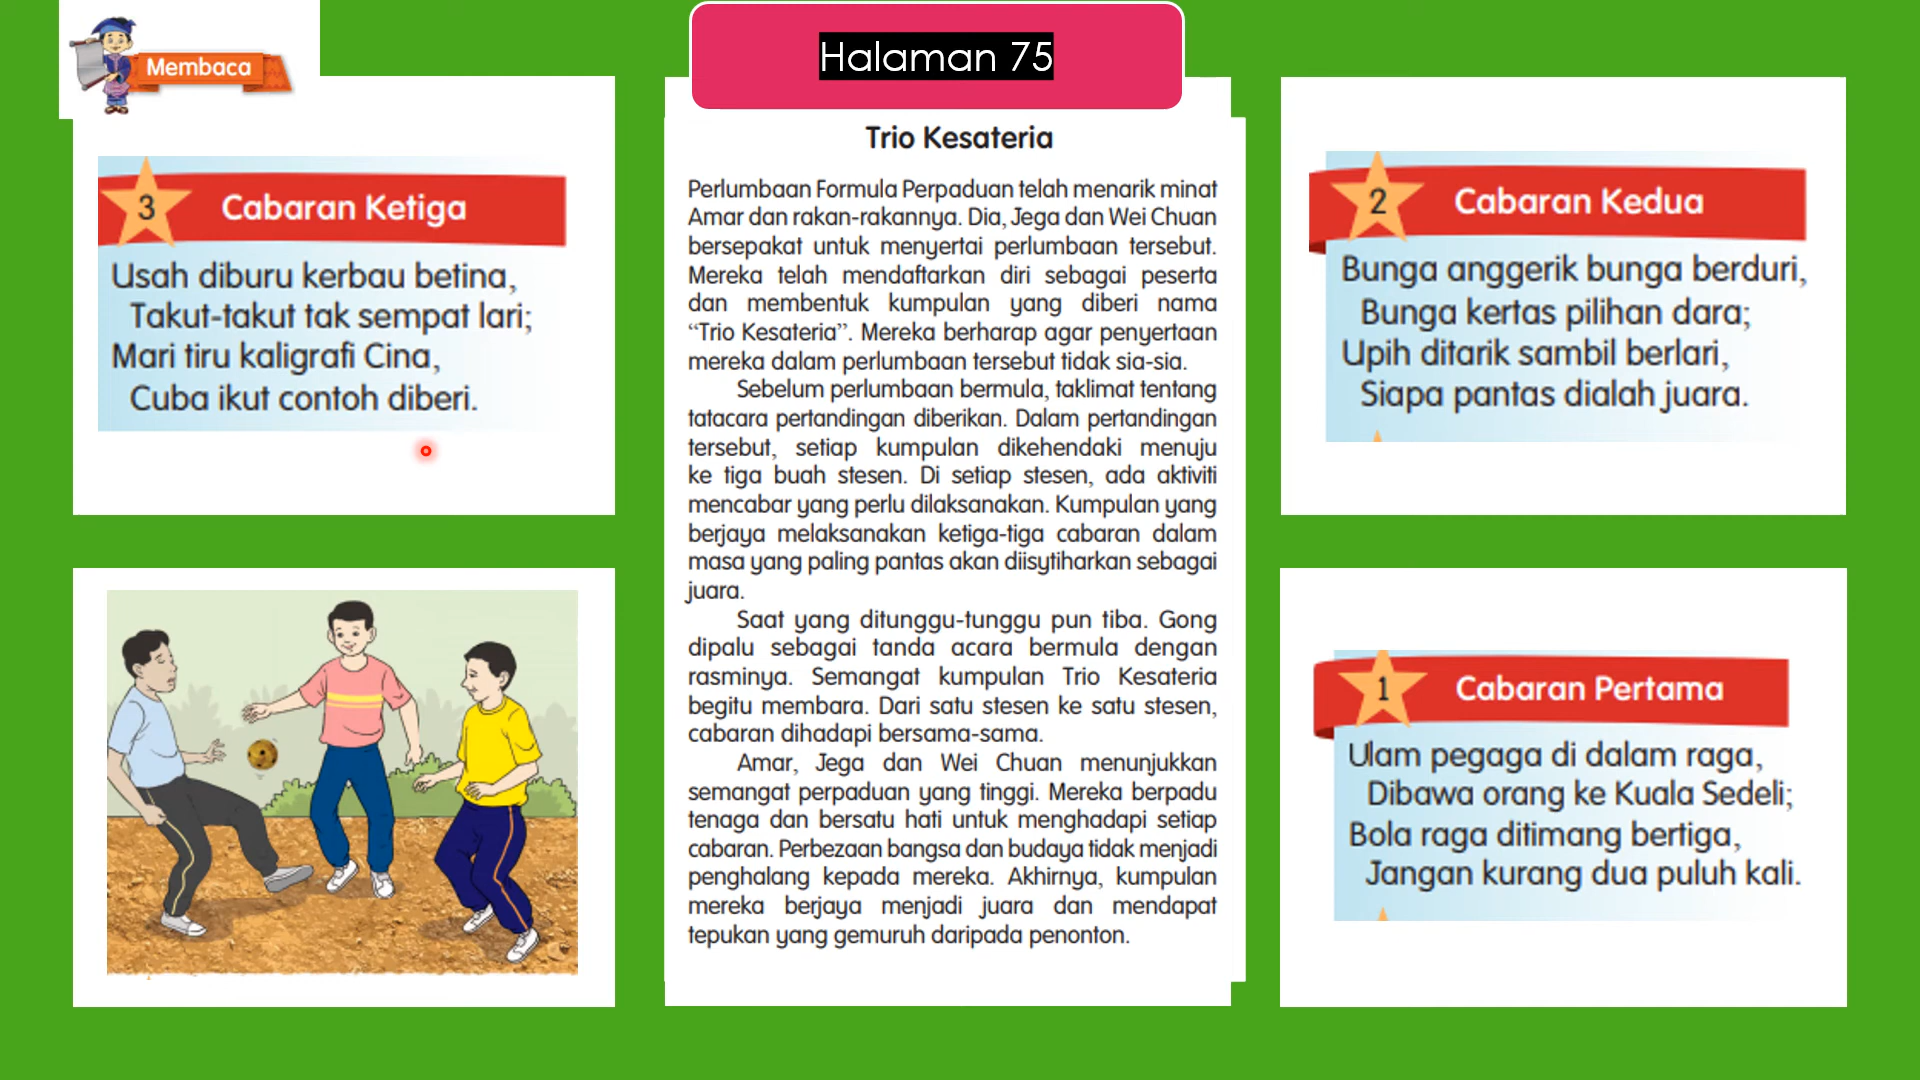 Membaca
Halaman 75
3
Cabaran Ketiga
Usah diburu kerbau betina,
Takut-takut tak sempat lari;
Mari tiru kaligrafi Cina,
Cuba ikut contoh diberi.
Trio Kesateria
Perlumbaan Formula Perpaduan telah menarik minat
Amar dan rakan-rakannya. Dia, Jega dan Wei Chuan
bersepakat untuk menyertai perlumbaan tersebut.
Mereka telah mendaftarkan diri sebagai peserta
dan membentuk kumpulan yang diberi nama
“Trio Kesateria”. Mereka berharap agar penyertaan
mereka dalam perlumbaan tersebut tidak sia-sia.
Sebelum perlumbaan bermula, taklimat tentang
tatacara pertandingan diberikan. Dalam pertandingan
tersebut, setiap kumpulan dikehendaki menuju
ke tiga buah stesen. Di setiap stesen, ada aktiviti
mencabar yang perlu dilaksanakan. Kumpulan yang
berjaya melaksanakan ketiga-tiga cabaran dalam
masa yang paling pantas akan diisytiharkan sebagai
juara.
Saat yang ditunggu-tunggu pun tiba. Gong
dipalu sebagai tanda acara bermula dengan
rasminya. Semangat kumpulan Trio Kesateria
begitu membara. Dari satu stesen ke satu stesen,
cabaran dihadapi bersama-sama.
Amar, Jega dan Wei Chuan menunjukkan
semangat perpaduan yang tinggi. Mereka berpadu
tenaga dan bersatu hati untuk menghadapi setiap
cabaran. Perbezaan bangsa dan budaya tidak menjadi
penghalang kepada mereka. Akhirnya, kumpulan
mereka berjaya menjadi juara dan mendapat
tepukan yang gemuruh daripada penonton.
2
Cabaran Kedua
Bunga anggerik bunga berduri,
Bunga kertas pilihan dara;
Upih ditarik sambil berlari,
Siapa pantas dialah juara.
1
Cabaran Pertama
Ulam pegaga di dalam raga,
Dibawa orang ke Kuala Sedeli;
Bola raga ditimang bertiga,
Jangan kurang dua puluh kali.